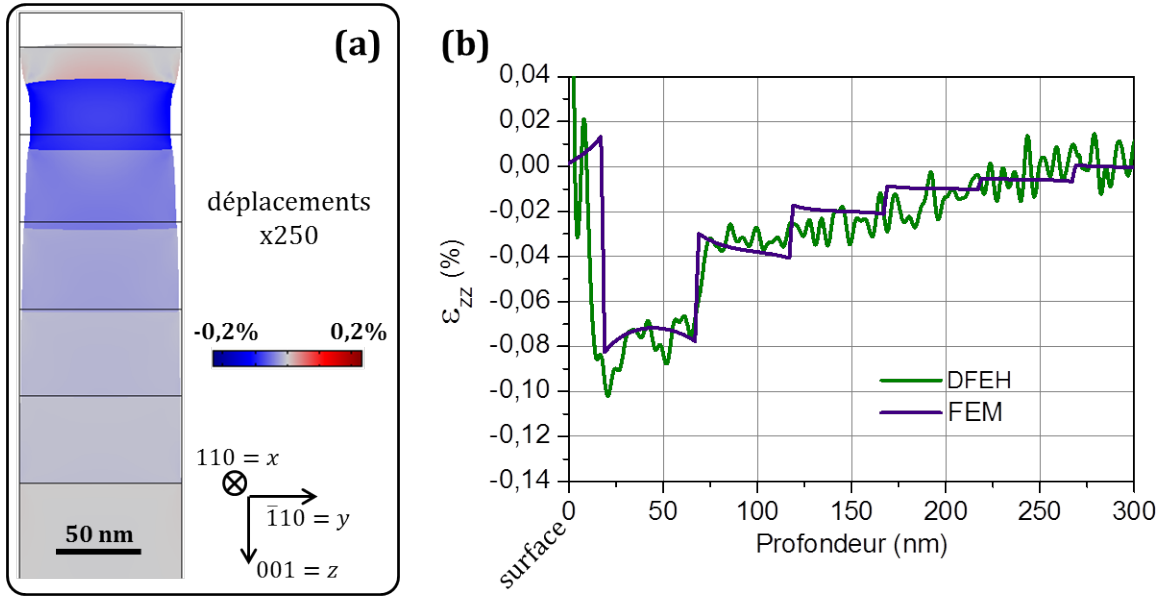 (a)
déplacements
x250
-0,2% 0,2%
110 = x
1̅10 = y
001 = z
50 nm
(b)
0,04
0,02
0,00
-0,02
-0,04
-0,06
-0,08
-0,10
-0,12
-0,14
εzz (%)
DFEH
FEM
0 50 100 150 200 250 300
surface
Profondeur (nm)